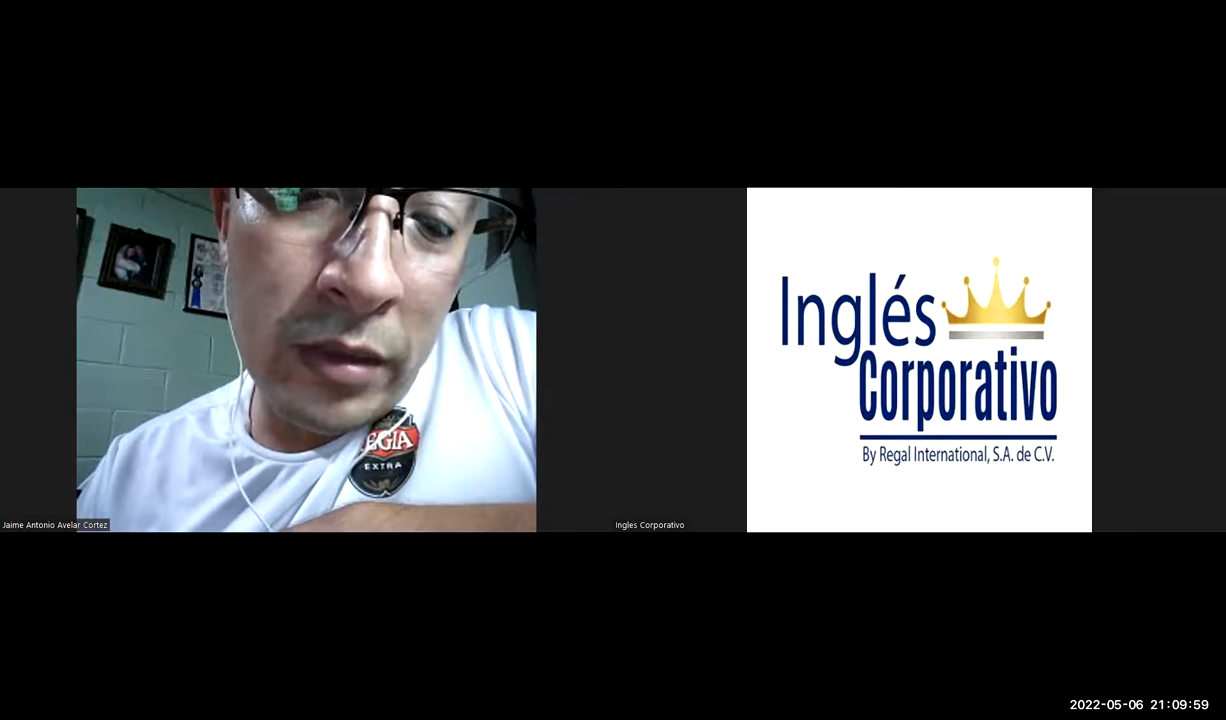 EGIA
EXTRA
Jaime Antonio Avelar Cortez
Inglés
Corporativo
By Regal International, S.A. de C.V.
Ingles Corporativo
2022-05-06 21:09:59